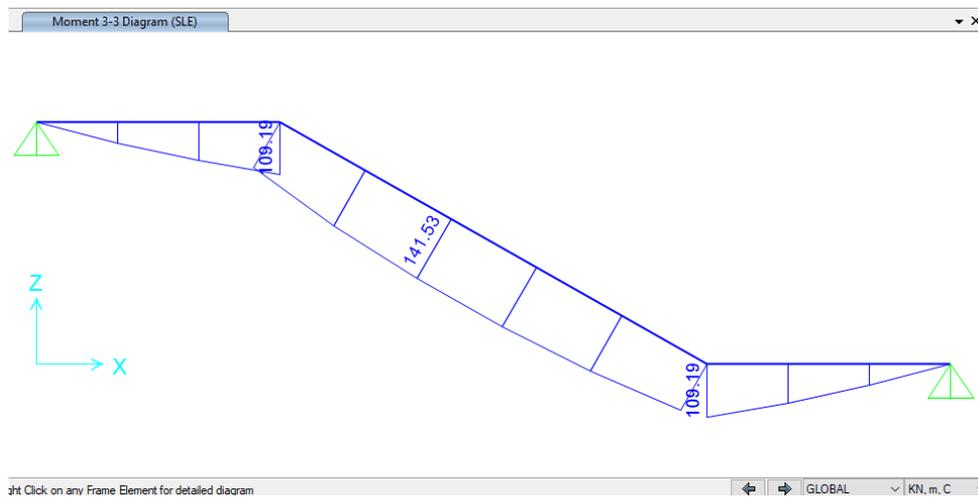 Moment 3-3 Diagram (SLE)
109.19
141.53
109.19
Z
X
ght Click on any Frame Element for detailed diagram
GLOBAL
KN, m, C